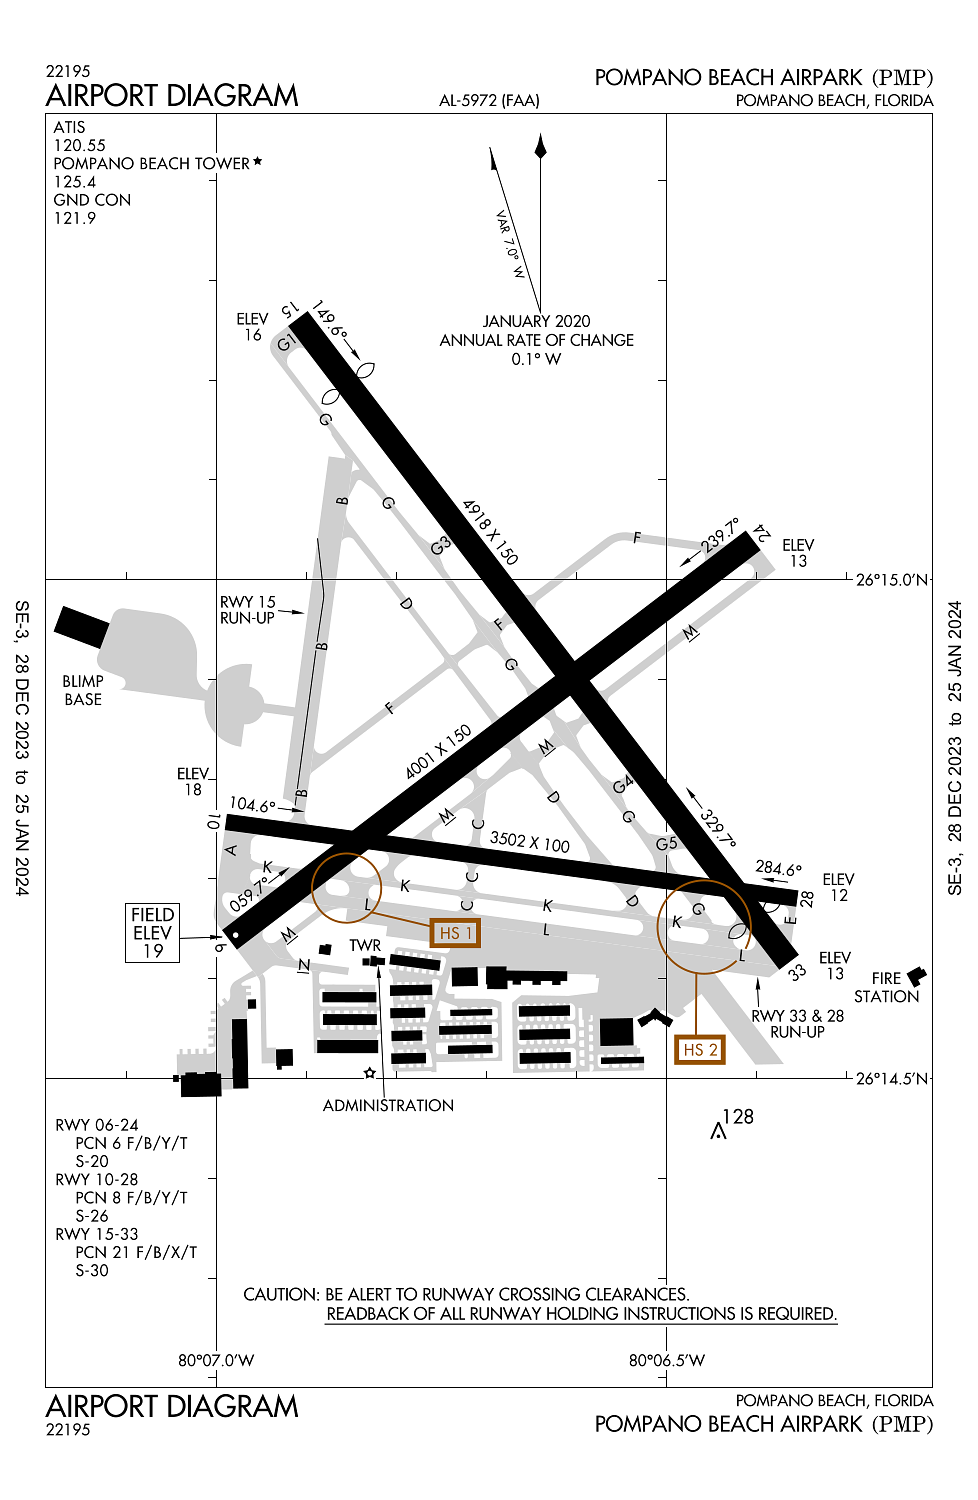 22195
AIRPORT DIAGRAM
AL-5972 (FAA)
POMPANO BEACH AIRPARK (PMP)
POMPANO BEACH, FLORIDA
ATIS
120.55
POMPANO BEACH TOWER★
125.4
GND CON
121.9
VAR 7.0° W
JANUARY 2020
ANNUAL RATE OF CHANGE
0.1° W
ELEV
16
15
149.6°
G1
G
B
G
G3
4918 X 150
F
239.7°
24
ELEV
13
26°15.0'N
RWY 15
RUN-UP
D
F
M
B
G
BLIMP
BASE
F
4001 X 150
M
ELEV
18
B
D
G4
104.6°
10
M
C
G
329.7°
A
3502 X 100
G5
K
K
C
284.6°
ELEV
12
28
059.7°
L
C
K
D
G
E
FIELD
ELEV
19
6
M
HS 1
L
K
L
TWR
N
33
ELEV
13
FIRE
STATION
RWY 33 & 28
RUN-UP
HS 2
26°14.5'N
ADMINISTRATION
128
RWY 06-24
PCN 6 F/B/Y/T
S-20
RWY 10-28
PCN 8 F/B/Y/T
S-26
RWY 15-33
PCN 21 F/B/X/T
S-30
CAUTION: BE ALERT TO RUNWAY CROSSING CLEARANCES.
READBACK OF ALL RUNWAY HOLDING INSTRUCTIONS IS REQUIRED.
80°07.0'W
80°06.5'W
SE-3, 28 DEC 2023 to 25 JAN 2024
SE-3, 28 DEC 2023 to 25 JAN 2024
AIRPORT DIAGRAM
22195
POMPANO BEACH, FLORIDA
POMPANO BEACH AIRPARK (PMP)